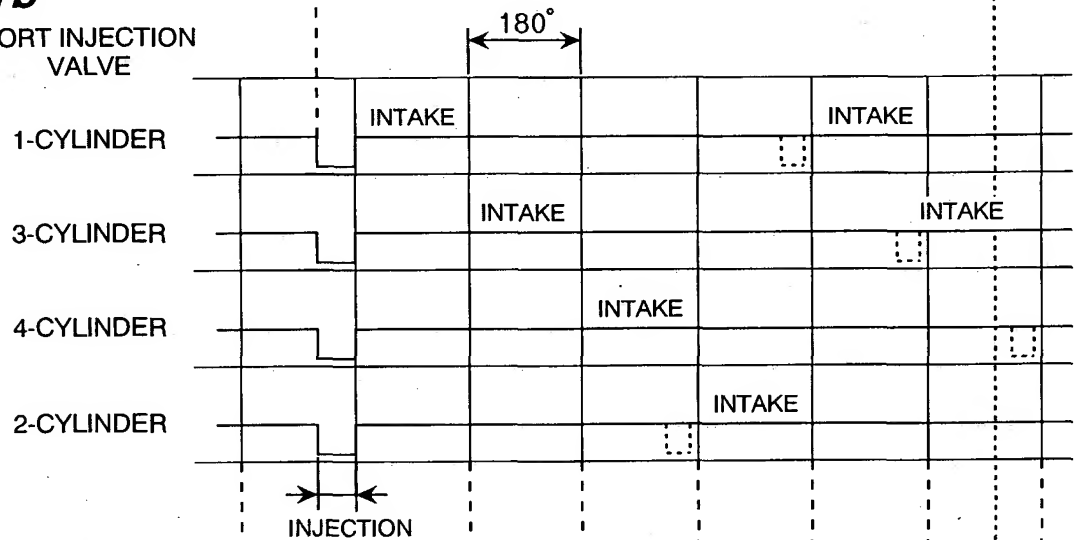 180°
ORT INJECTION
VALVE
INTAKE
INTAKE
1-CYLINDER
INTAKE
INTAKE
3-CYLINDER
INTAKE
4-CYLINDER
INTAKE
2-CYLINDER
INJECTION